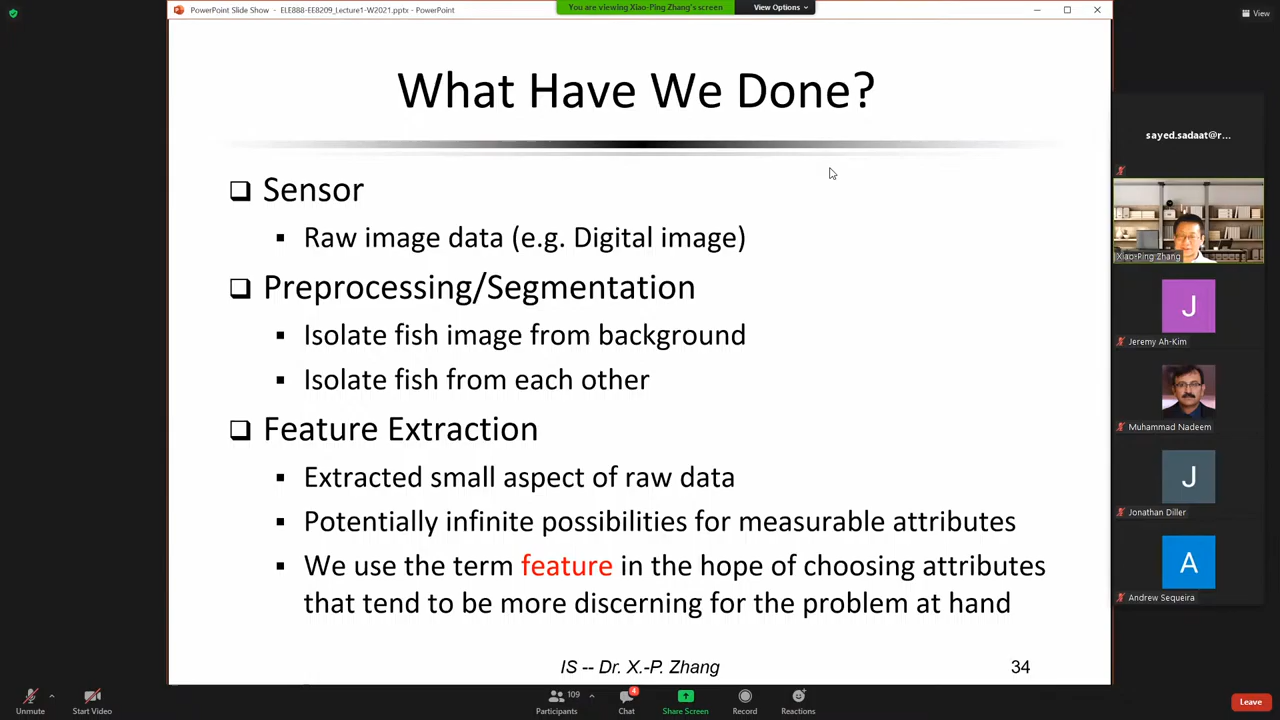 PowerPoint Slide Show - ELE888-EE8209_Lecture1-W2021.pptx - PowerPoint
You are viewing Xiao-Ping Zhang's screen
View Options
View
What Have We Done?
Sensor
Raw image data (e.g. Digital image)
Preprocessing/Segmentation
Isolate fish image from background
Isolate fish from each other
Feature Extraction
Extracted small aspect of raw data
Potentially infinite possibilities for measurable attributes
We use the term feature in the hope of choosing attributes
that tend to be more discerning for the problem at hand
IS -- Dr. X.-P. Zhang
34
sayed.sadaat@r...
Xiao-Ping Zhang
J
Jeremy Ah-Kim
Muhammad Nadeem
J
Jonathan Diller
A
Andrew Sequeira
Unmute
Start Video
109
Participants
4
Chat
Share Screen
Record
Reactions
Leave